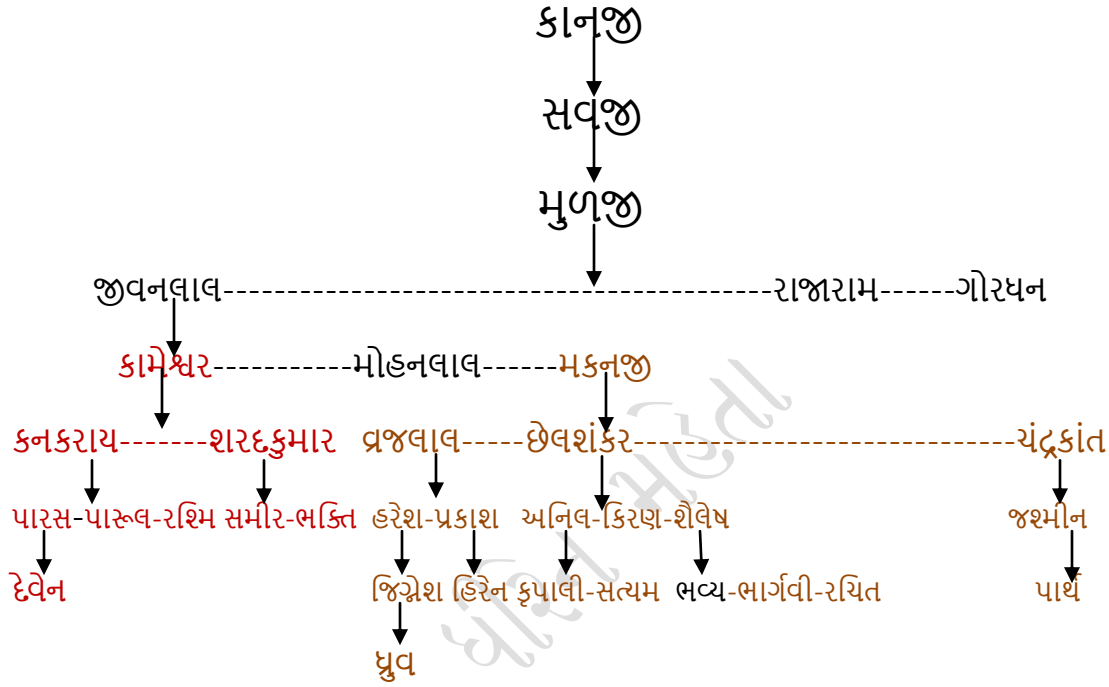 કાનજી
સવજી
મુળજી
જીવનલાલ-----------------------------------------રાજારામ------ગોરધન
કામેશ્વર------------મોહનલાલ------મકનજી
કનકરાય-------શરદકુમાર વ્રજલાલ-----છેલશંકર-------------------------------ચંદ્રકાંત
પારસ-પારૂલ-રશ્મિ સમીર-ભક્તિ હરેશ-પ્રકાશ અનિલ-કિરણ-શૈલેષ જશ્મીન
દેવેન જિગ્નેશ હિરેન કૃપાલી-સત્યમ ભવ્ય-ભાર્ગવી-રચિત પાર્થ
ધ્રુવ
ધીરેન મહેતા